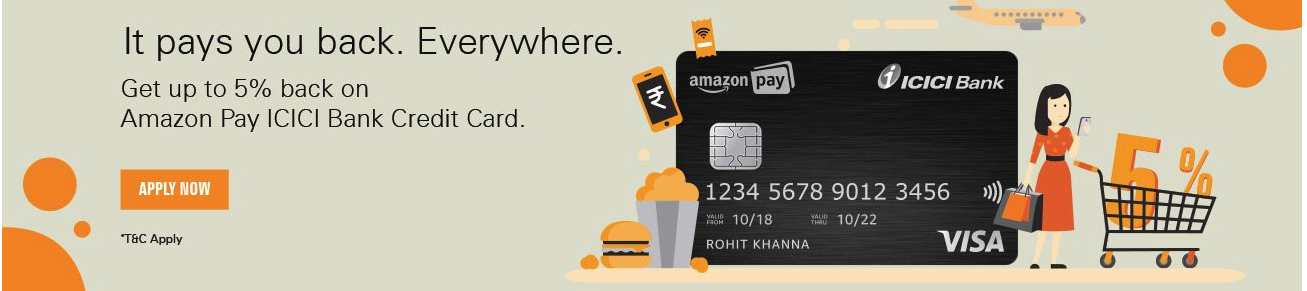 It pays you back. Everywhere.
Get up to 5% back on
Amazon Pay ICICI Bank Credit Card.
APPLY NOW
*T&C Apply
₹
amazon pay
i ICICI Bank
1234 5678 9012 3456
VALID FROM 10/18 VALID THRU 10/22
ROHIT KHANNA
VISA
5%